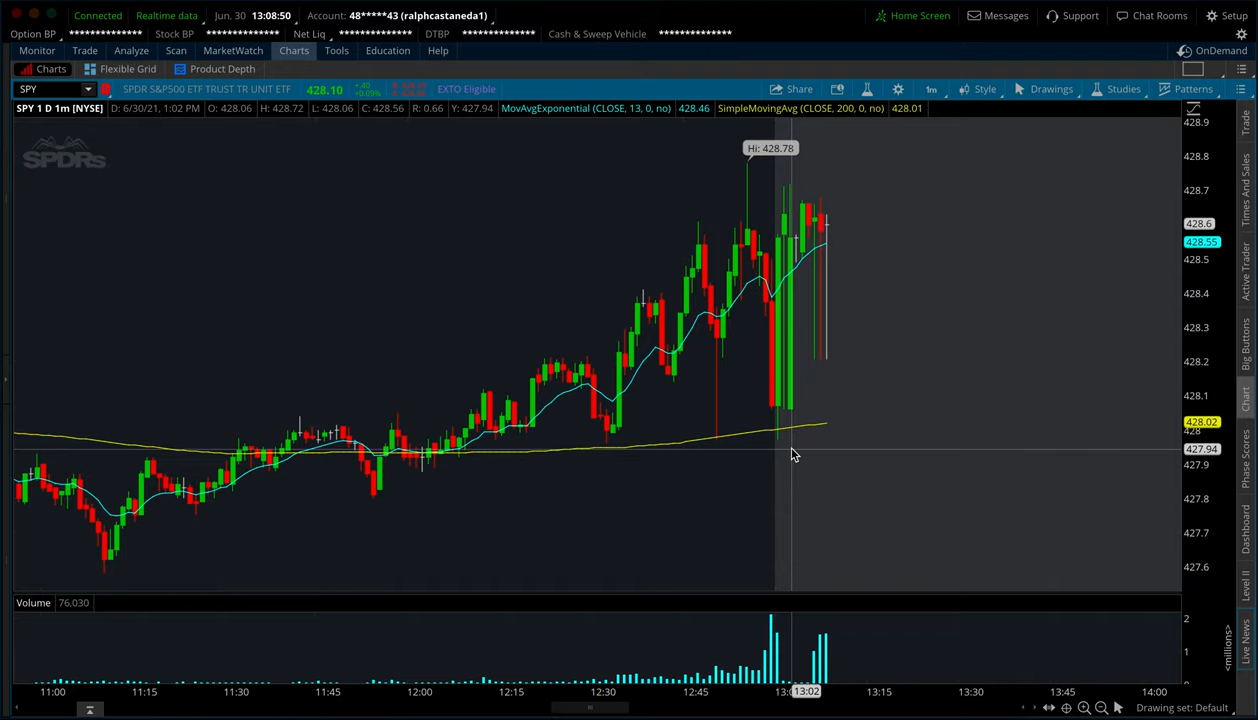 Connected Realtime data Jun. 30 13:08:50 Account: 48*****43 (ralphcastaneda1) Home Screen Messages Support Chat Rooms Setup
Option BP ************** Stock BP ************** Net Liq ************** DTBP ************** Cash & Sweep Vehicle **************
Monitor Trade Analyze Scan MarketWatch Charts Tools Education Help OnDemand
Charts Flexible Grid Product Depth
SPY SPDR S&P500 ETF TRUST TR UNIT ETF 428.10 +.40 +0.09% EXTO Eligible Share 1m Style Drawings Studies Patterns
SPY 1 D 1m [NYSE] D: 6/30/21, 1:02 PM O: 428.06 H: 428.72 L: 428.06 C: 428.56 R: 0.66 Y: 427.94 MovAvgExponential (CLOSE, 13, 0, no) 428.46 SimpleMovingAvg (CLOSE, 200, 0, no) 428.01
428.9
SPDRs
Hi: 428.78
428.8
428.7
428.6
428.55
428.5
428.4
428.3
428.2
428.1
428.02
428
427.94
427.9
427.8
427.7
427.6
Trade
Times And Sales
Active Trader
Big Buttons
Chart
Phase Scores
Dashboard
Level II
Live News
Volume 76,030
2
1
0
<millions>
11:00 11:15 11:30 11:45 12:00 12:15 12:30 12:45 13:0 13:02 13:15 13:30 13:45 14:00
Drawing set: Default